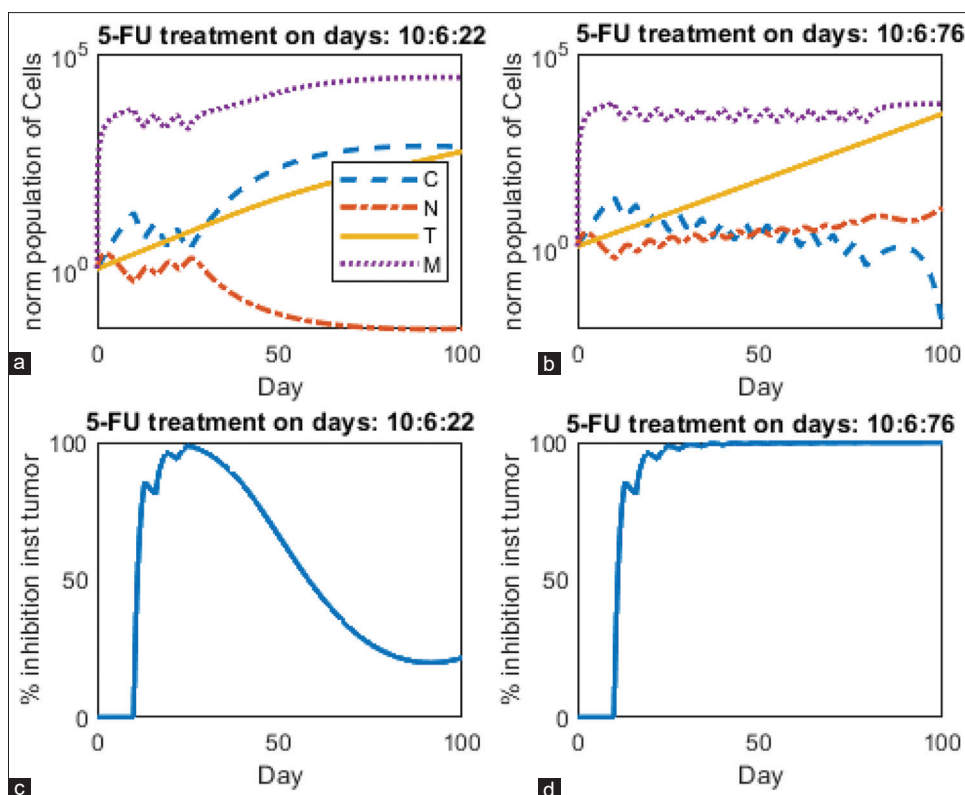 5-FU treatment on days: 10:6:22
norm population of Cells
10^5
10^0
C
N
T
M
0 50 100
Day
a
5-FU treatment on days: 10:6:76
norm population of Cells
10^5
10^0
0 50 100
Day
b
5-FU treatment on days: 10:6:22
% inhibition inst tumor
100
50
0
0 50 100
Day
c
5-FU treatment on days: 10:6:76
% inhibition inst tumor
100
50
0
0 50 100
Day
d